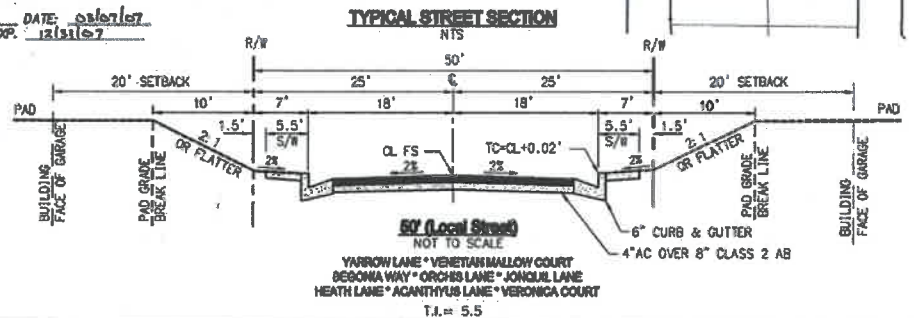 DATE: 03/07/07
EXP. 12/31/07
TYPICAL STREET SECTION
NTS
R/W
R/W
50'
20' SETBACK
25'
℄
25'
20' SETBACK
PAD
10'
7'
18'
18'
7'
10'
PAD
1.5'
5.5'
S/W
5.5'
S/W
1.5'
2:1
OR FLATTER
2%
CL FS
2%
2%
TC=CL+0.02'
2%
2:1
OR FLATTER
BUILDING
FACE OF GARAGE
PAD GRADE
BREAK LINE
PAD GRADE
BREAK LINE
BUILDING
FACE OF GARAGE
6" CURB & GUTTER
4"AC OVER 8" CLASS 2 AB
50' (Local Street)
NOT TO SCALE
YARROW LANE * VENETIAN MALLOW COURT
BEGONIA WAY * ORCHIS LANE * JONQUIL LANE
HEATH LANE * ACANTHYUS LANE * VERONICA COURT
T.I.= 5.5